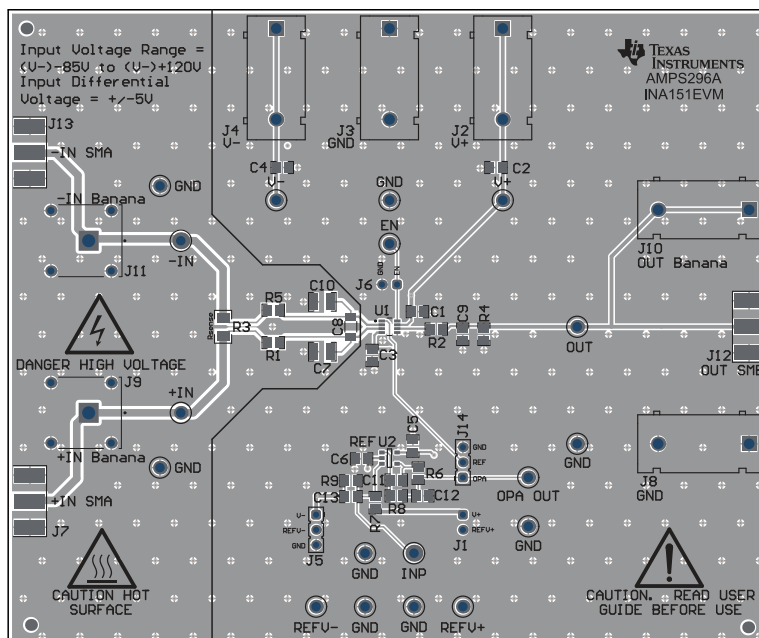 Input Voltage Range =
(V-)-85V to (V-)+120V
Input Differential
Voltage = +/-5V
TEXAS
INSTRUMENTS
AMPS296A
INA151EVM
J13
-IN SMA
J4
V-
J3
GND
J2
V+
C4
V-
C2
V+
GND
GND
-IN Banana
EN
J10
OUT Banana
-IN
J11
GND
EN
J6
C10
R5
U1
C1
C9
R4
Rsense
R3
C8
R2
R1
C7
C3
OUT
J12
OUT SMB
DANGER HIGH VOLTAGE
J9
+IN
+IN Banana
J14
GND
REF
OPA
C5
REF U2
C6
GND
GND
J8
GND
R9
C11
R6
OPA OUT
+IN SMA
C13
C12
R8
R7
J7
V-
REFV-
GND
J5
V+
REFV+
J1
GND
GND
INP
CAUTION HOT
SURFACE
CAUTION. READ USER
GUIDE BEFORE USE
REFV-
GND
GND
REFV+